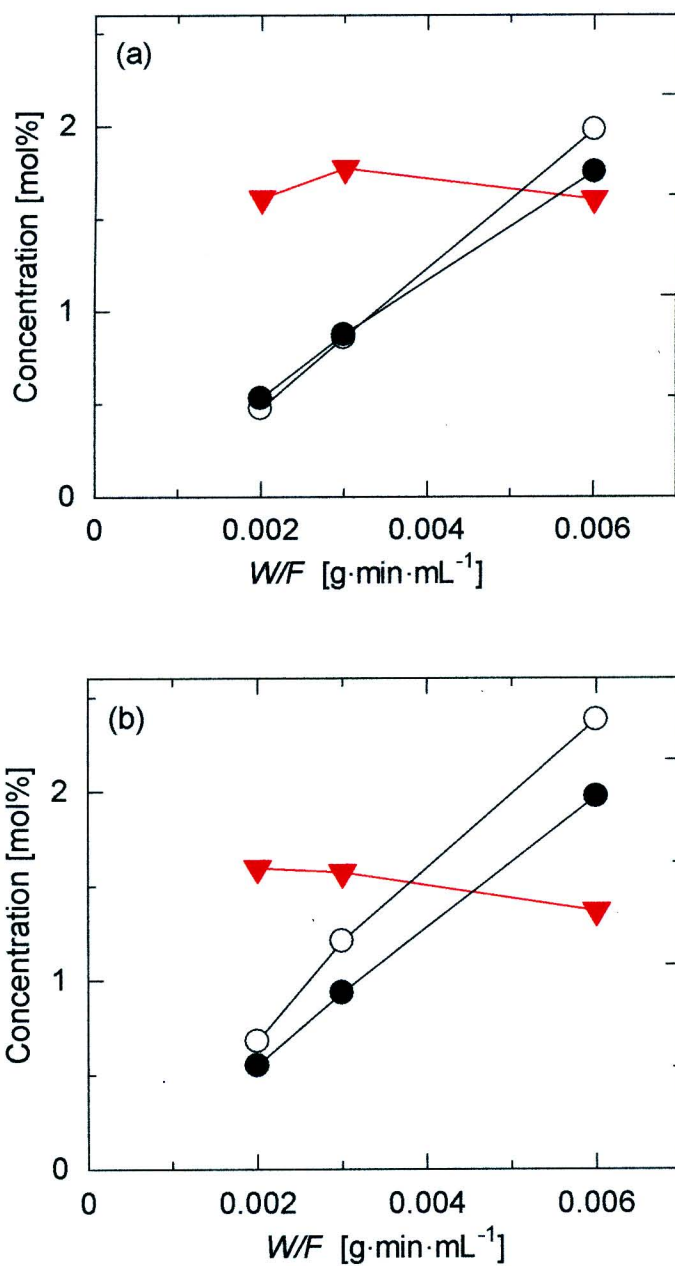 (a)
Concentration [mol%]
2
1
0
0 0.002 0.004 0.006
W/F [g·min·mL⁻¹]
(b)
Concentration [mol%]
2
1
0
0 0.002 0.004 0.006
W/F [g·min·mL⁻¹]